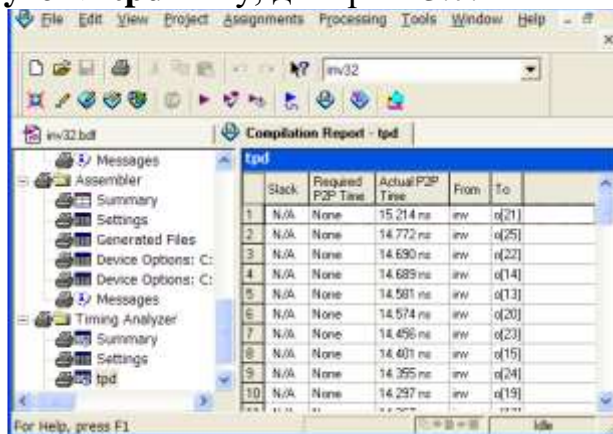 File Edit View Project Assignments Processing Tools Window Help
inv32
inv32.bdf
Compilation Report - tpd
Messages
Assembler
Summary
Settings
Generated Files
Device Options: C:
Device Options: C:
Messages
Timing Analyzer
Summary
Settings
tpd
tpd
Slack Required P2P Time Actual P2P Time From To
1 N/A None 15.214 ns inv o[21]
2 N/A None 14.772 ns inv o[25]
3 N/A None 14.690 ns inv o[22]
4 N/A None 14.689 ns inv o[14]
5 N/A None 14.581 ns inv o[13]
6 N/A None 14.574 ns inv o[20]
7 N/A None 14.456 ns inv o[23]
8 N/A None 14.401 ns inv o[15]
9 N/A None 14.355 ns inv o[24]
10 N/A None 14.297 ns inv o[19]
For Help, press F1
Idle